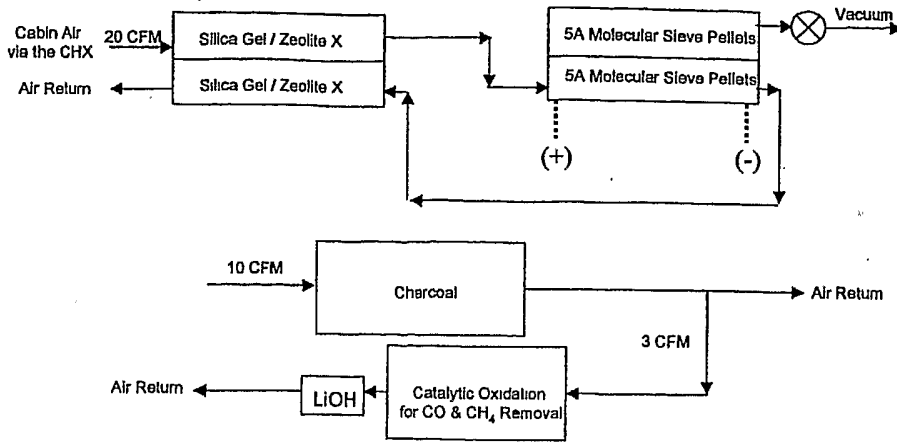 Cabin Air
via the CHX
20 CFM
Silica Gel / Zeolite X
5A Molecular Sieve Pellets
Vacuum
Air Return
Silica Gel / Zeolite X
5A Molecular Sieve Pellets
(+)
(-)
10 CFM
Charcoal
Air Return
3 CFM
Air Return
LiOH
Catalytic Oxidation
for CO & CH₄ Removal